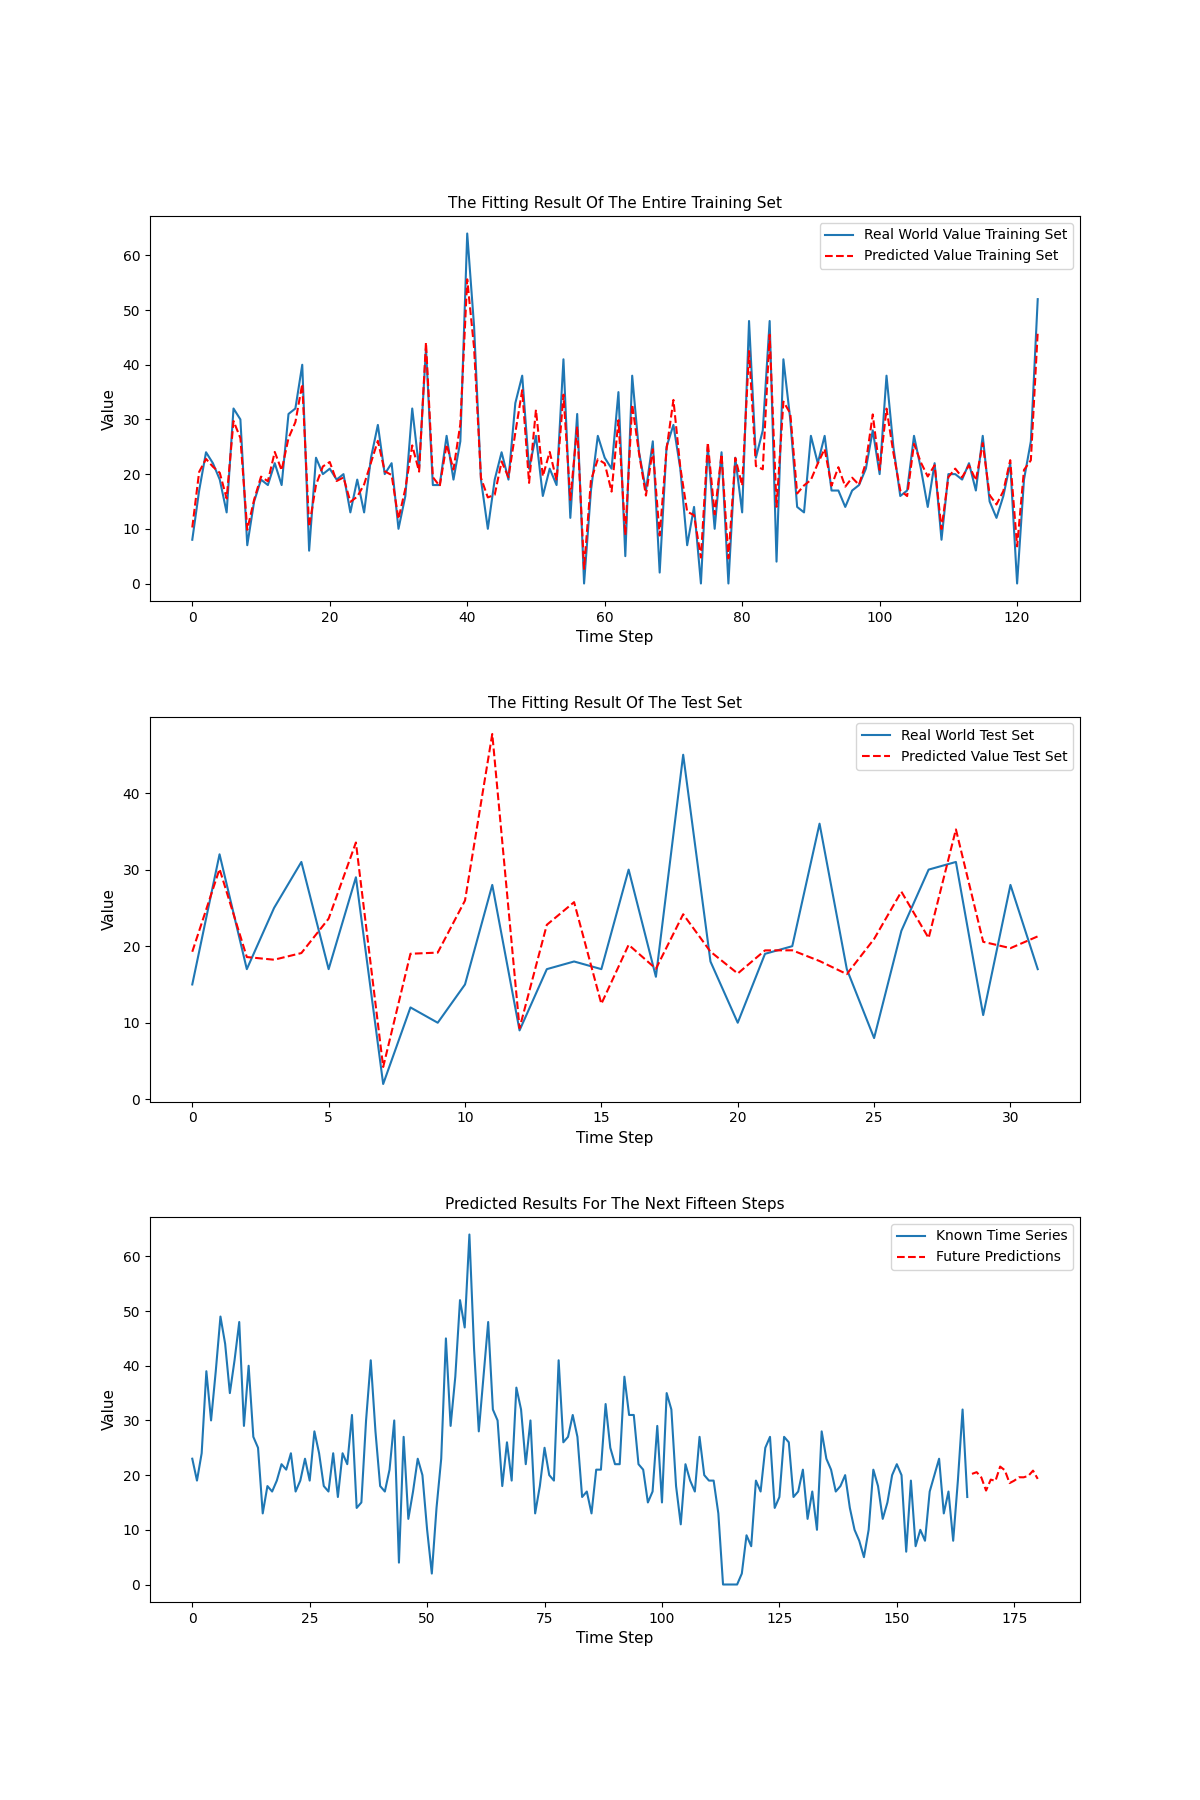 The Fitting Result Of The Entire Training Set
Real World Value Training Set
Predicted Value Training Set
60
50
40
30
20
10
0
Value
0 20 40 60 80 100 120
Time Step
The Fitting Result Of The Test Set
Real World Test Set
Predicted Value Test Set
40
30
20
10
0
Value
0 5 10 15 20 25 30
Time Step
Predicted Results For The Next Fifteen Steps
Known Time Series
Future Predictions
60
50
40
30
20
10
0
Value
0 25 50 75 100 125 150 175
Time Step